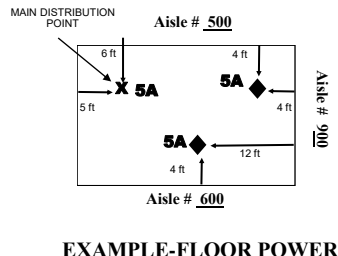 MAIN DISTRIBUTION
POINT
Aisle # 500
6 ft
4 ft
X 5A
5A
5 ft
4 ft
Aisle # 900
5A
12 ft
4 ft
Aisle # 600
EXAMPLE-FLOOR POWER